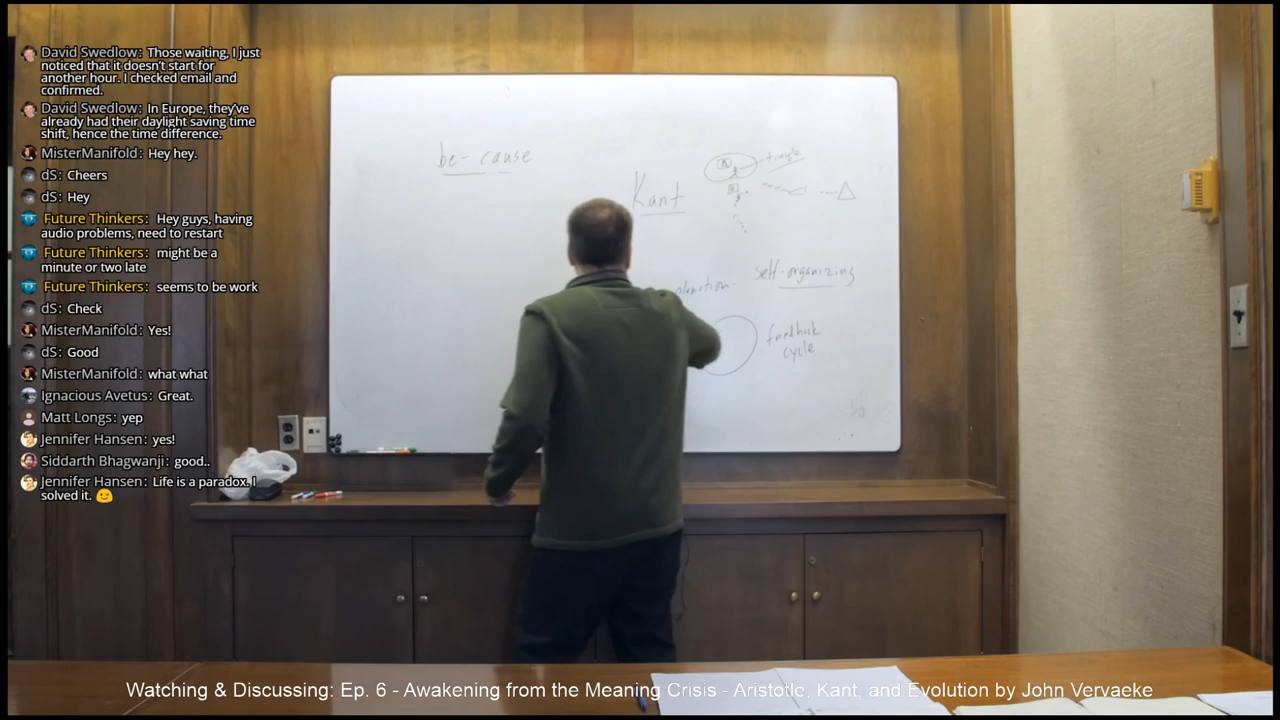 David Swedlow: Those waiting, I just
noticed that it doesn't start for
another hour. I checked email and
confirmed.
David Swedlow: In Europe, they've
already had their daylight saving time
shift, hence the time difference.
MisterManifold: Hey hey.
dS: Cheers
dS: Hey
Future Thinkers: Hey guys, having
audio problems, need to restart
Future Thinkers: might be a
minute or two late
Future Thinkers: seems to be work
dS: Check
MisterManifold: Yes!
dS: Good
MisterManifold: what what
Ignacious Avetus: Great.
Matt Longs: yep
Jennifer Hansen: yes!
Siddarth Bhagwanji: good..
Jennifer Hansen: Life is a paradox. I
solved it. 😉
be-cause
Kant
triangle
self-organizing
feedback
cycle
Watching & Discussing: Ep. 6 - Awakening from the Meaning Crisis - Aristotle, Kant, and Evolution by John Vervaeke